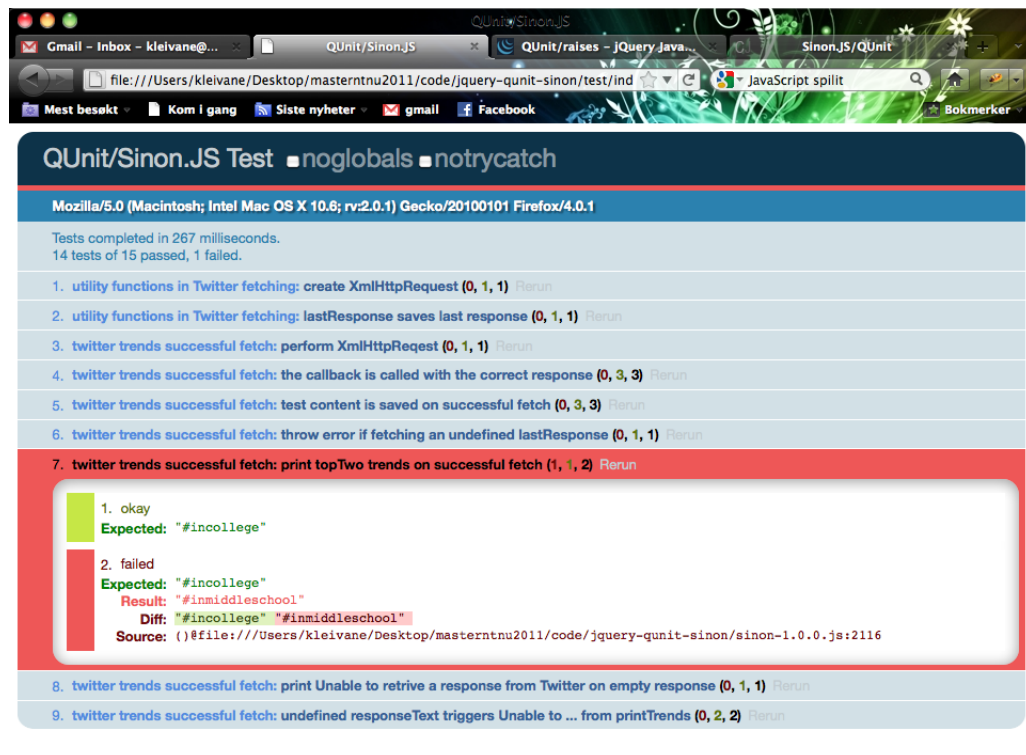 QUnit/Sinon.JS
Gmail – Inbox – kleivane@... × QUnit/Sinon.JS × QUnit/raises – jQuery Java... × Sinon.JS/QUnit +
file:///Users/kleivane/Desktop/masterntnu2011/code/jquery-qunit-sinon/test/ind JavaScript spilit
Mest besøkt Kom i gang Siste nyheter gmail Facebook Bokmerker
QUnit/Sinon.JS Test noglobals notrycatch
Mozilla/5.0 (Macintosh; Intel Mac OS X 10.6; rv:2.0.1) Gecko/20100101 Firefox/4.0.1
Tests completed in 267 milliseconds.
14 tests of 15 passed, 1 failed.
1. utility functions in Twitter fetching: create XmlHttpRequest (0, 1, 1) Rerun
2. utility functions in Twitter fetching: lastResponse saves last response (0, 1, 1) Rerun
3. twitter trends successful fetch: perform XmlHttpReqest (0, 1, 1) Rerun
4. twitter trends successful fetch: the callback is called with the correct response (0, 3, 3) Rerun
5. twitter trends successful fetch: test content is saved on successful fetch (0, 3, 3) Rerun
6. twitter trends successful fetch: throw error if fetching an undefined lastResponse (0, 1, 1) Rerun
7. twitter trends successful fetch: print topTwo trends on successful fetch (1, 1, 2) Rerun
1. okay
Expected: "#incollege"
2. failed
Expected: "#incollege"
Result: "#inmiddleschool"
Diff: "#incollege" "#inmiddleschool"
Source: ()@file:///Users/kleivane/Desktop/masterntnu2011/code/jquery-qunit-sinon/sinon-1.0.0.js:2116
8. twitter trends successful fetch: print Unable to retrive a response from Twitter on empty response (0, 1, 1) Rerun
9. twitter trends successful fetch: undefined responseText triggers Unable to ... from printTrends (0, 2, 2) Rerun